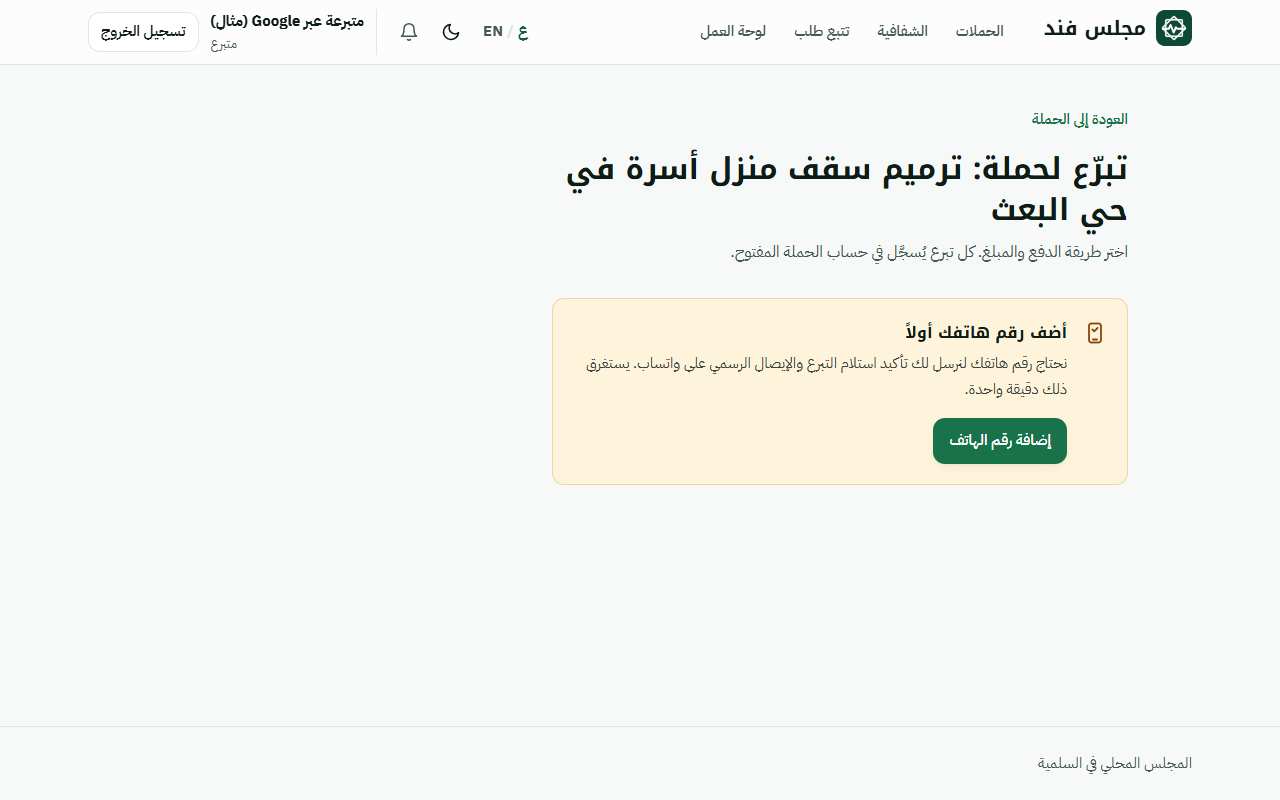 مجلس فند
الحملات
الشفافية
تتبع طلب
لوحة العمل
ع / EN
متبرعة عبر Google (مثال)
متبرع
تسجيل الخروج
العودة إلى الحملة
تبرّع لحملة: ترميم سقف منزل أسرة في
حي البعث
اختر طريقة الدفع والمبلغ. كل تبرع يُسجَّل في حساب الحملة المفتوح.
أضف رقم هاتفك أولاً
نحتاج رقم هاتفك لنرسل لك تأكيد استلام التبرع والإيصال الرسمي على واتساب. يستغرق
ذلك دقيقة واحدة.
إضافة رقم الهاتف
المجلس المحلي في السلمية